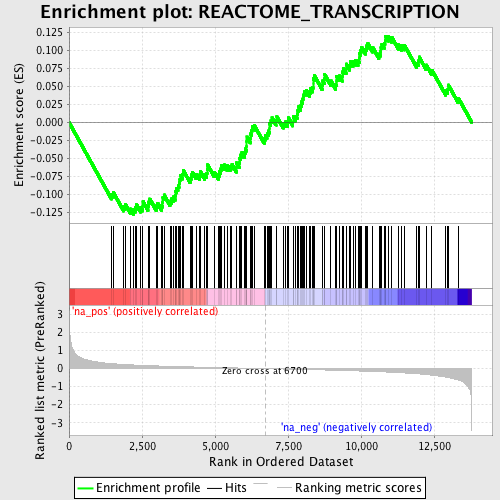 Enrichment plot: REACTOME_TRANSCRIPTION
Enrichment score (ES)
0.125
0.100
0.075
0.050
0.025
0.000
-0.025
-0.050
-0.075
-0.100
-0.125
'na_pos' (positively correlated)
Ranked list metric (PreRanked)
3
2
1
0
-1
-2
-3
Zero cross at 6700
'na_neg' (negatively correlated)
0
2,500
5,000
7,500
10,000
12,500
Rank in Ordered Dataset
Enrichment profile
Hits
Ranking metric scores